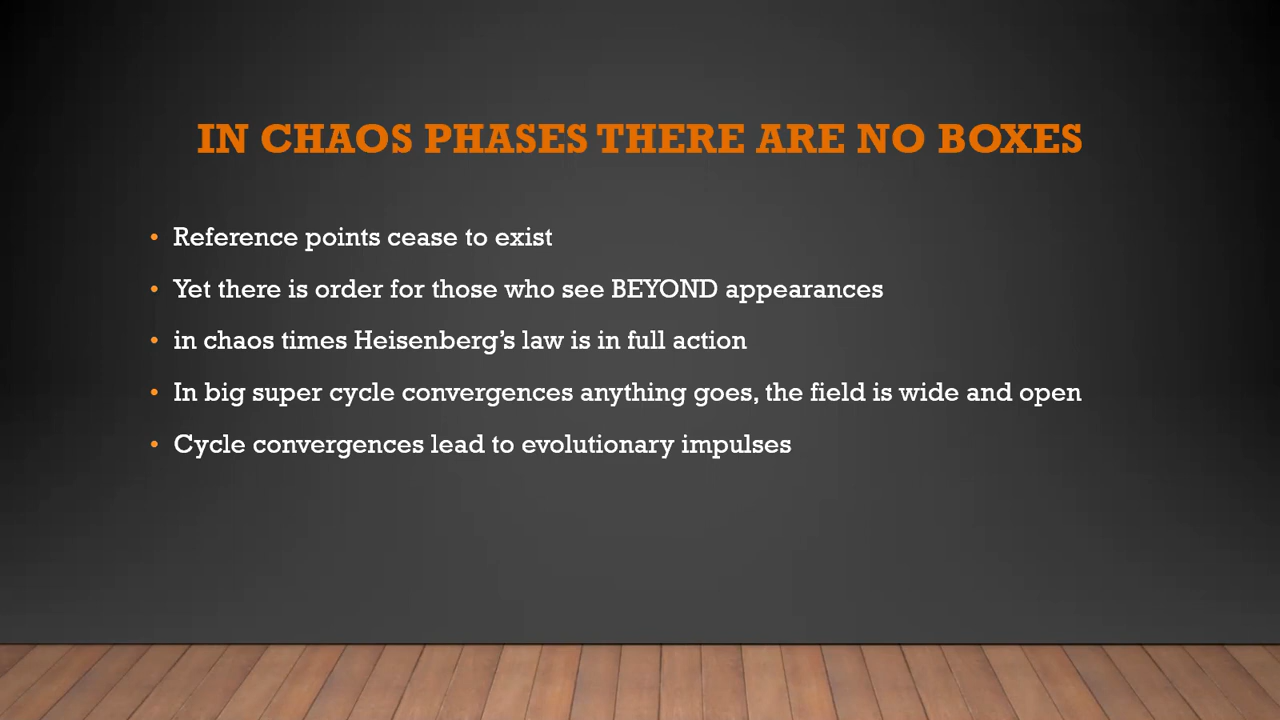 IN CHAOS PHASES THERE ARE NO BOXES
• Reference points cease to exist
• Yet there is order for those who see BEYOND appearances
• in chaos times Heisenberg’s law is in full action
• In big super cycle convergences anything goes, the field is wide and open
• Cycle convergences lead to evolutionary impulses